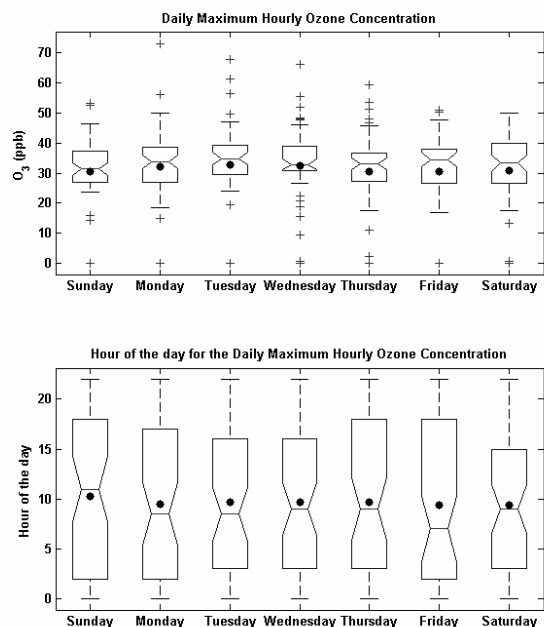 Daily Maximum Hourly Ozone Concentration
70
60
50
40
30
20
10
0
O3 (ppb)
Sunday Monday Tuesday Wednesday Thursday Friday Saturday
Hour of the day for the Daily Maximum Hourly Ozone Concentration
20
15
10
5
0
Hour of the day
Sunday Monday Tuesday Wednesday Thursday Friday Saturday